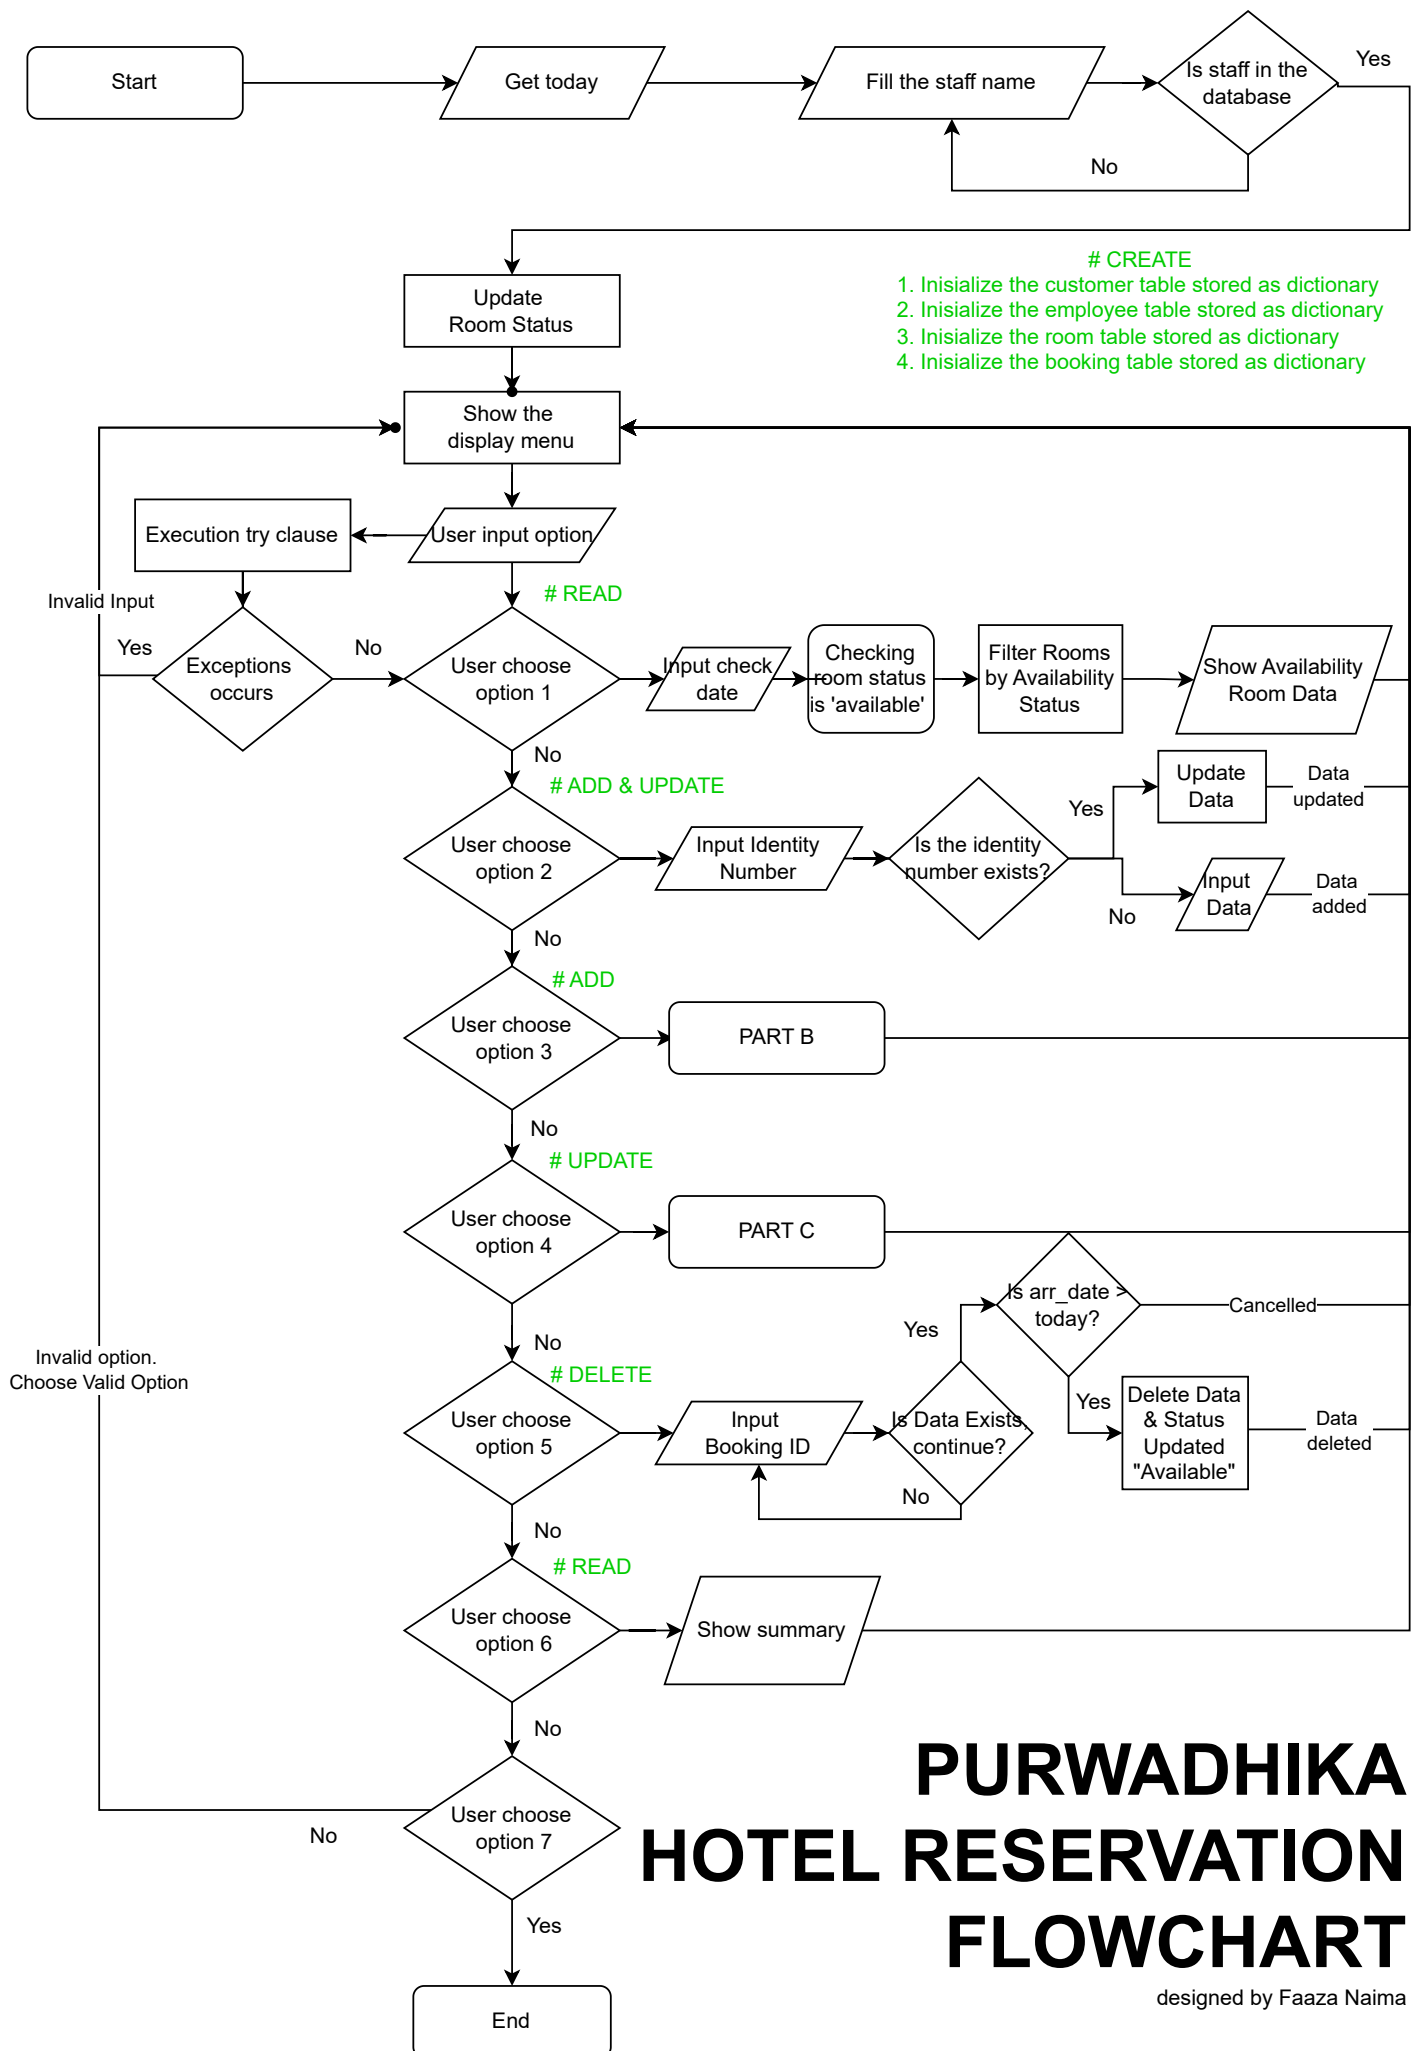 Start
Get today
Fill the staff name
Is staff in the
database
Yes
No
Update
Room Status
# CREATE
1. Inisialize the customer table stored as dictionary
2. Inisialize the employee table stored as dictionary
3. Inisialize the room table stored as dictionary
4. Inisialize the booking table stored as dictionary
Show the
display menu
User input option
Execution try clause
Invalid Input
Yes
Exceptions
occurs
No
# READ
User choose
option 1
Input check
date
Checking
room status
is 'available'
Filter Rooms
by Availability
Status
Show Availability
Room Data
No
# ADD & UPDATE
User choose
option 2
Input Identity
Number
Is the identity
number exists?
Yes
Update
Data
Data
updated
No
Input
Data
Data
added
No
# ADD
User choose
option 3
PART B
No
# UPDATE
User choose
option 4
PART C
No
# DELETE
User choose
option 5
Input
Booking ID
Is Data Exists,
continue?
No
Yes
Is arr_date >
today?
Cancelled
Yes
Delete Data
& Status
Updated
"Available"
Data
deleted
Invalid option.
Choose Valid Option
No
# READ
User choose
option 6
Show summary
No
User choose
option 7
No
Yes
End
PURWADHIKA
HOTEL RESERVATION
FLOWCHART
designed by Faaza Naima